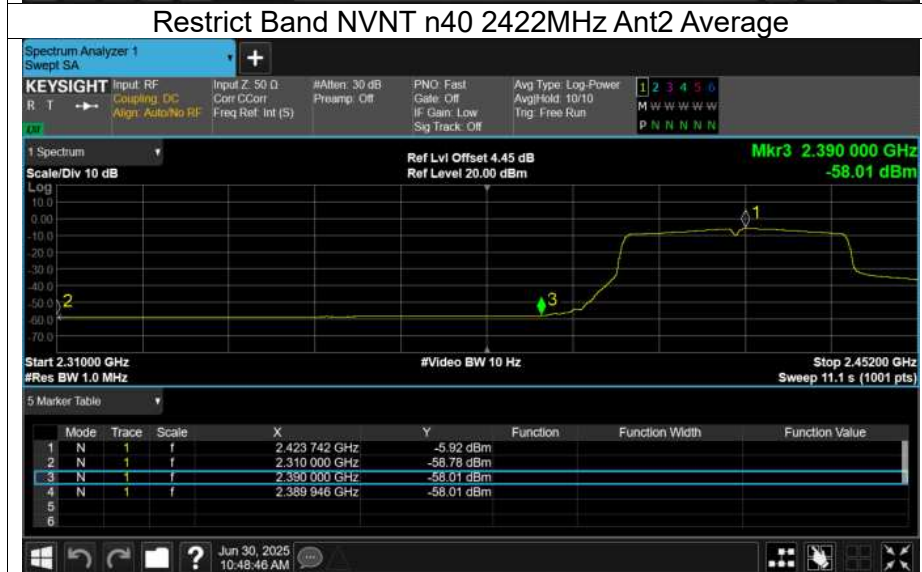 Restrict Band NVNT n40 2422MHz Ant2 Average
Spectrum Analyzer 1
Swept SA
+
KEYSIGHT Input: RF Input Z: 50 Ω #Atten: 30 dB PNO: Fast Avg Type: Log-Power 1 2 3 4 5 6
R T Coupling: DC Corr CCorr Preamp: Off Gate: Off Avg|Hold: 10/10 M W W W W W
Align: Auto/No RF Freq Ref: Int (S) IF Gain: Low Trig: Free Run
Sig Track: Off P N N N N N
LXI
1 Spectrum Ref Lvl Offset 4.45 dB Mkr3 2.390 000 GHz
Scale/Div 10 dB Ref Level 20.00 dBm -58.01 dBm
Log
10.0
0.00 1
-10.0
-20.0
-30.0
-40.0
-50.0 2 3
-60.0
-70.0
Start 2.31000 GHz #Video BW 10 Hz Stop 2.45200 GHz
#Res BW 1.0 MHz Sweep 11.1 s (1001 pts)
5 Marker Table
Mode Trace Scale X Y Function Function Width Function Value
1 N 1 f 2.423 742 GHz -5.92 dBm
2 N 1 f 2.310 000 GHz -58.78 dBm
3 N 1 f 2.390 000 GHz -58.01 dBm
4 N 1 f 2.389 946 GHz -58.01 dBm
5
6
? Jun 30, 2025
10:48:46 AM